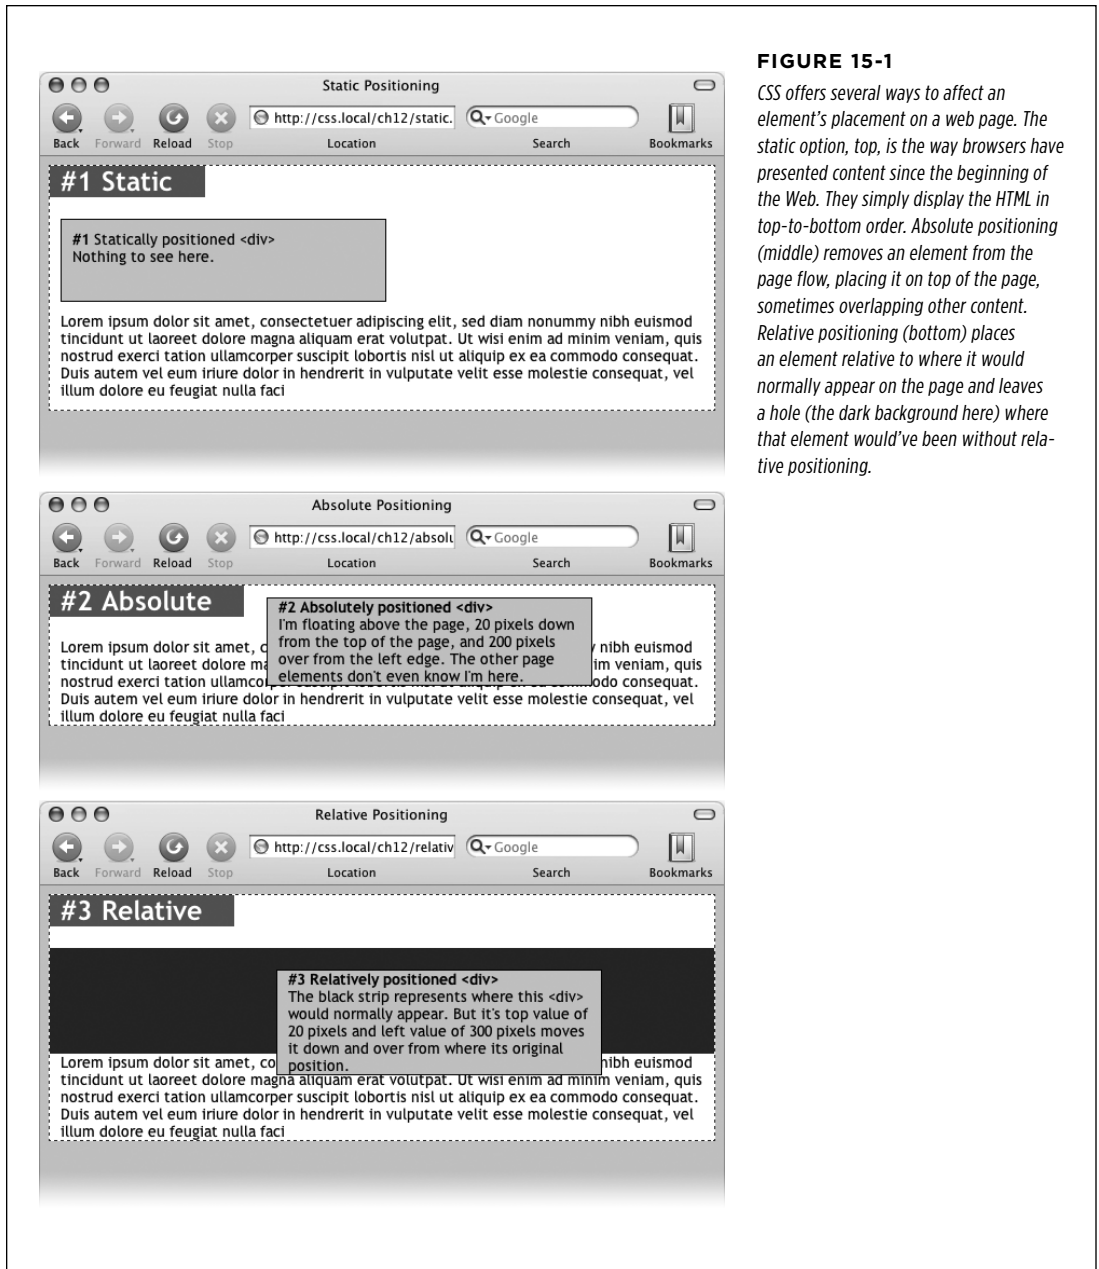 FIGURE 15-1
CSS offers several ways to affect an
element's placement on a web page. The
static option, top, is the way browsers have
presented content since the beginning of
the Web. They simply display the HTML in
top-to-bottom order. Absolute positioning
(middle) removes an element from the
page flow, placing it on top of the page,
sometimes overlapping other content.
Relative positioning (bottom) places
an element relative to where it would
normally appear on the page and leaves
a hole (the dark background here) where
that element would've been without rela-
tive positioning.
Static Positioning
http://css.local/ch12/static.
Google
Back Forward Reload Stop Location Search Bookmarks
#1 Static
#1 Statically positioned <div>
Nothing to see here.
Lorem ipsum dolor sit amet, consectetuer adipiscing elit, sed diam nonummy nibh euismod
tincidunt ut laoreet dolore magna aliquam erat volutpat. Ut wisi enim ad minim veniam, quis
nostrud exerci tation ullamcorper suscipit lobortis nisl ut aliquip ex ea commodo consequat.
Duis autem vel eum iriure dolor in hendrerit in vulputate velit esse molestie consequat, vel
illum dolore eu feugiat nulla faci
Absolute Positioning
http://css.local/ch12/absolu
Google
Back Forward Reload Stop Location Search Bookmarks
#2 Absolute
#2 Absolutely positioned <div>
I'm floating above the page, 20 pixels down
from the top of the page, and 200 pixels
over from the left edge. The other page
elements don't even know I'm here.
Lorem ipsum dolor sit amet, c nibh euismod
tincidunt ut laoreet dolore ma im veniam, quis
nostrud exerci tation ullamco odo consequat.
Duis autem vel eum iriure dolor in hendrerit in vulputate velit esse molestie consequat, vel
illum dolore eu feugiat nulla faci
Relative Positioning
http://css.local/ch12/relativ
Google
Back Forward Reload Stop Location Search Bookmarks
#3 Relative
#3 Relatively positioned <div>
The black strip represents where this <div>
would normally appear. But it's top value of
20 pixels and left value of 300 pixels moves
it down and over from where its original
position.
Lorem ipsum dolor sit amet, co nibh euismod
tincidunt ut laoreet dolore magna aliquam erat volutpat. Ut wisi enim ad minim veniam, quis
nostrud exerci tation ullamcorper suscipit lobortis nisl ut aliquip ex ea commodo consequat.
Duis autem vel eum iriure dolor in hendrerit in vulputate velit esse molestie consequat, vel
illum dolore eu feugiat nulla faci